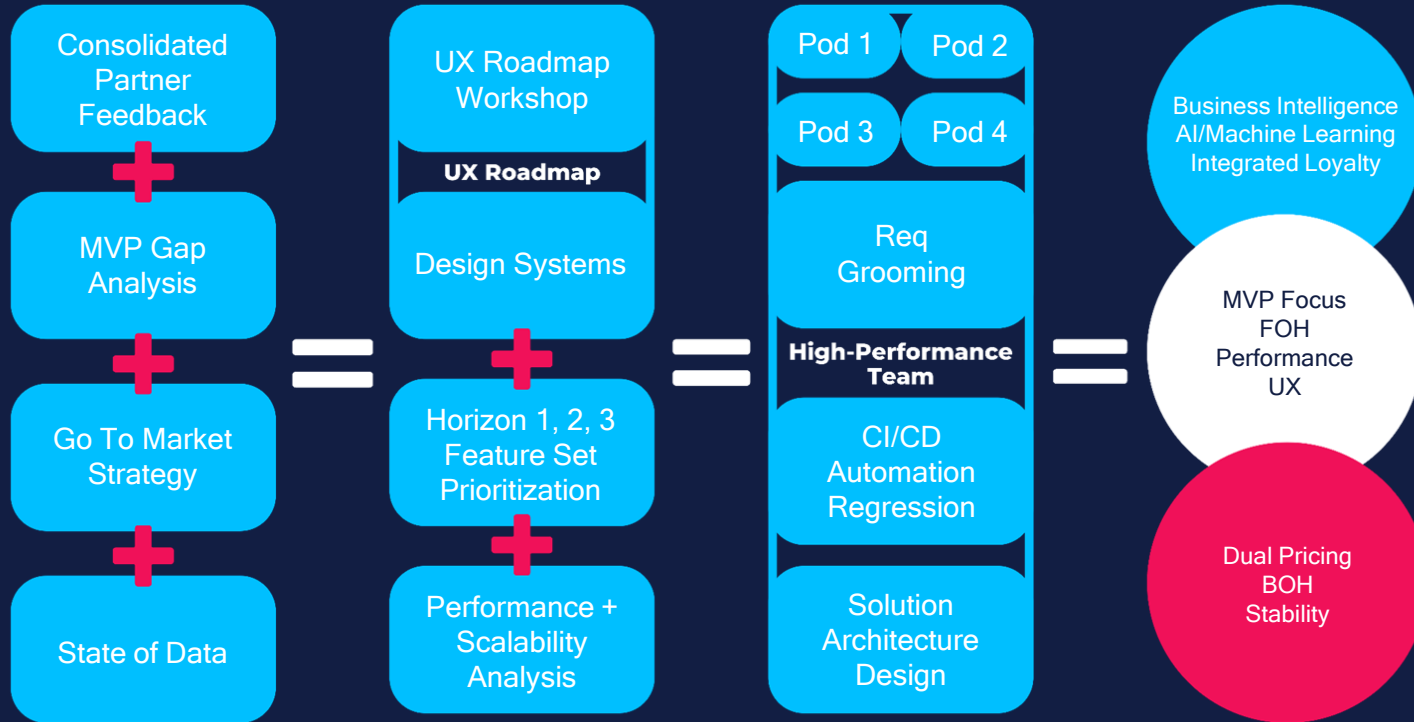 Consolidated
Partner
Feedback
MVP Gap
Analysis
Go To Market
Strategy
State of Data
UX Roadmap
Workshop
UX Roadmap
Design Systems
Horizon 1, 2, 3
Feature Set
Prioritization
Performance +
Scalability
Analysis
Pod 1
Pod 2
Pod 3
Pod 4
Req
Grooming
High-Performance
Team
CI/CD
Automation
Regression
Solution
Architecture
Design
Business Intelligence
AI/Machine Learning
Integrated Loyalty
MVP Focus
FOH
Performance
UX
Dual Pricing
BOH
Stability